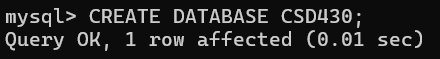 mysql> CREATE DATABASE CSD430;
Query OK, 1 row affected (0.01 sec)